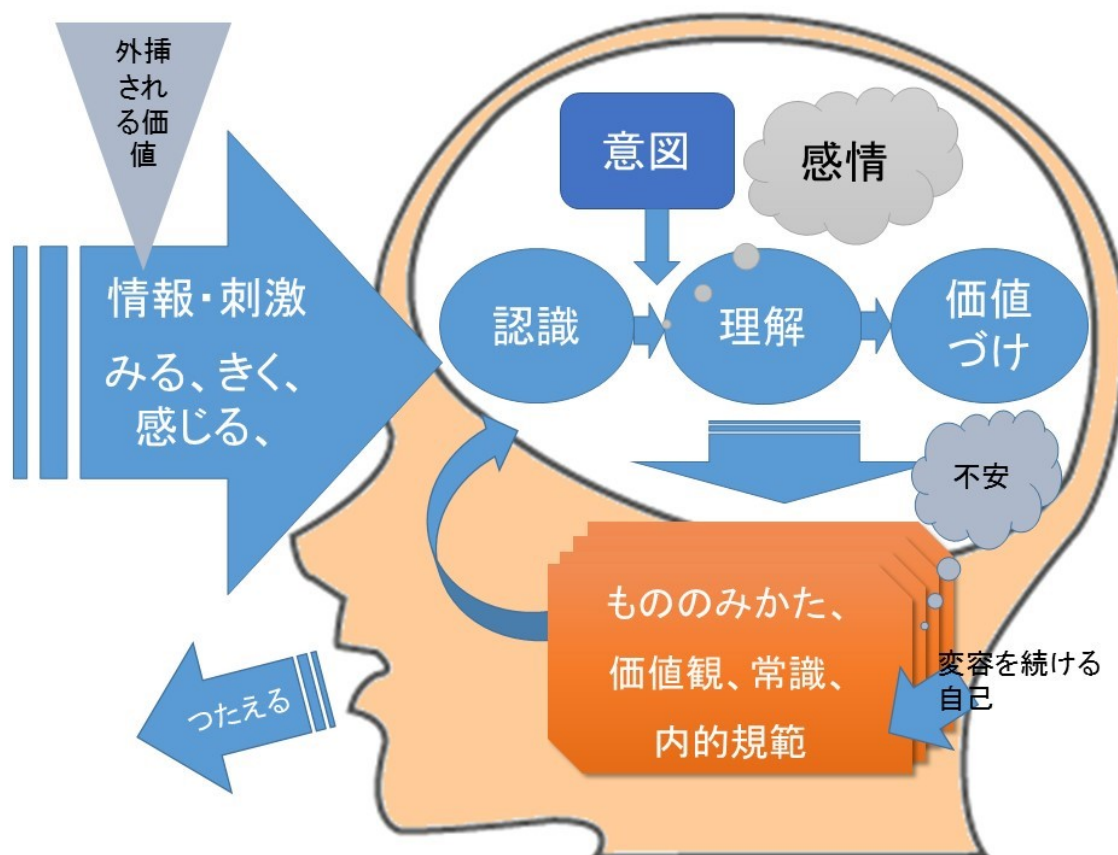 外挿
され
る価
値
情報・刺激
みる、きく、
感じる、
意図
感情
認識
理解
価値
づけ
不安
もののみかた、
価値観、常識、
内的規範
変容を続ける
自己
つたえる